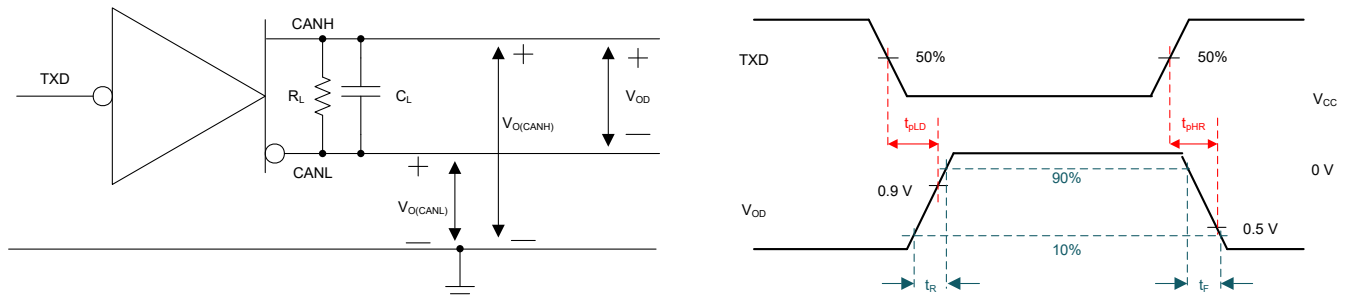 CANH
TXD
RL
CL
VOD
VO(CANH)
CANL
VO(CANL)
+
+
+
—
—
—
TXD
50%
50%
VCC
tpLD
tpHR
0 V
90%
0.9 V
VOD
0.5 V
10%
tR
tF